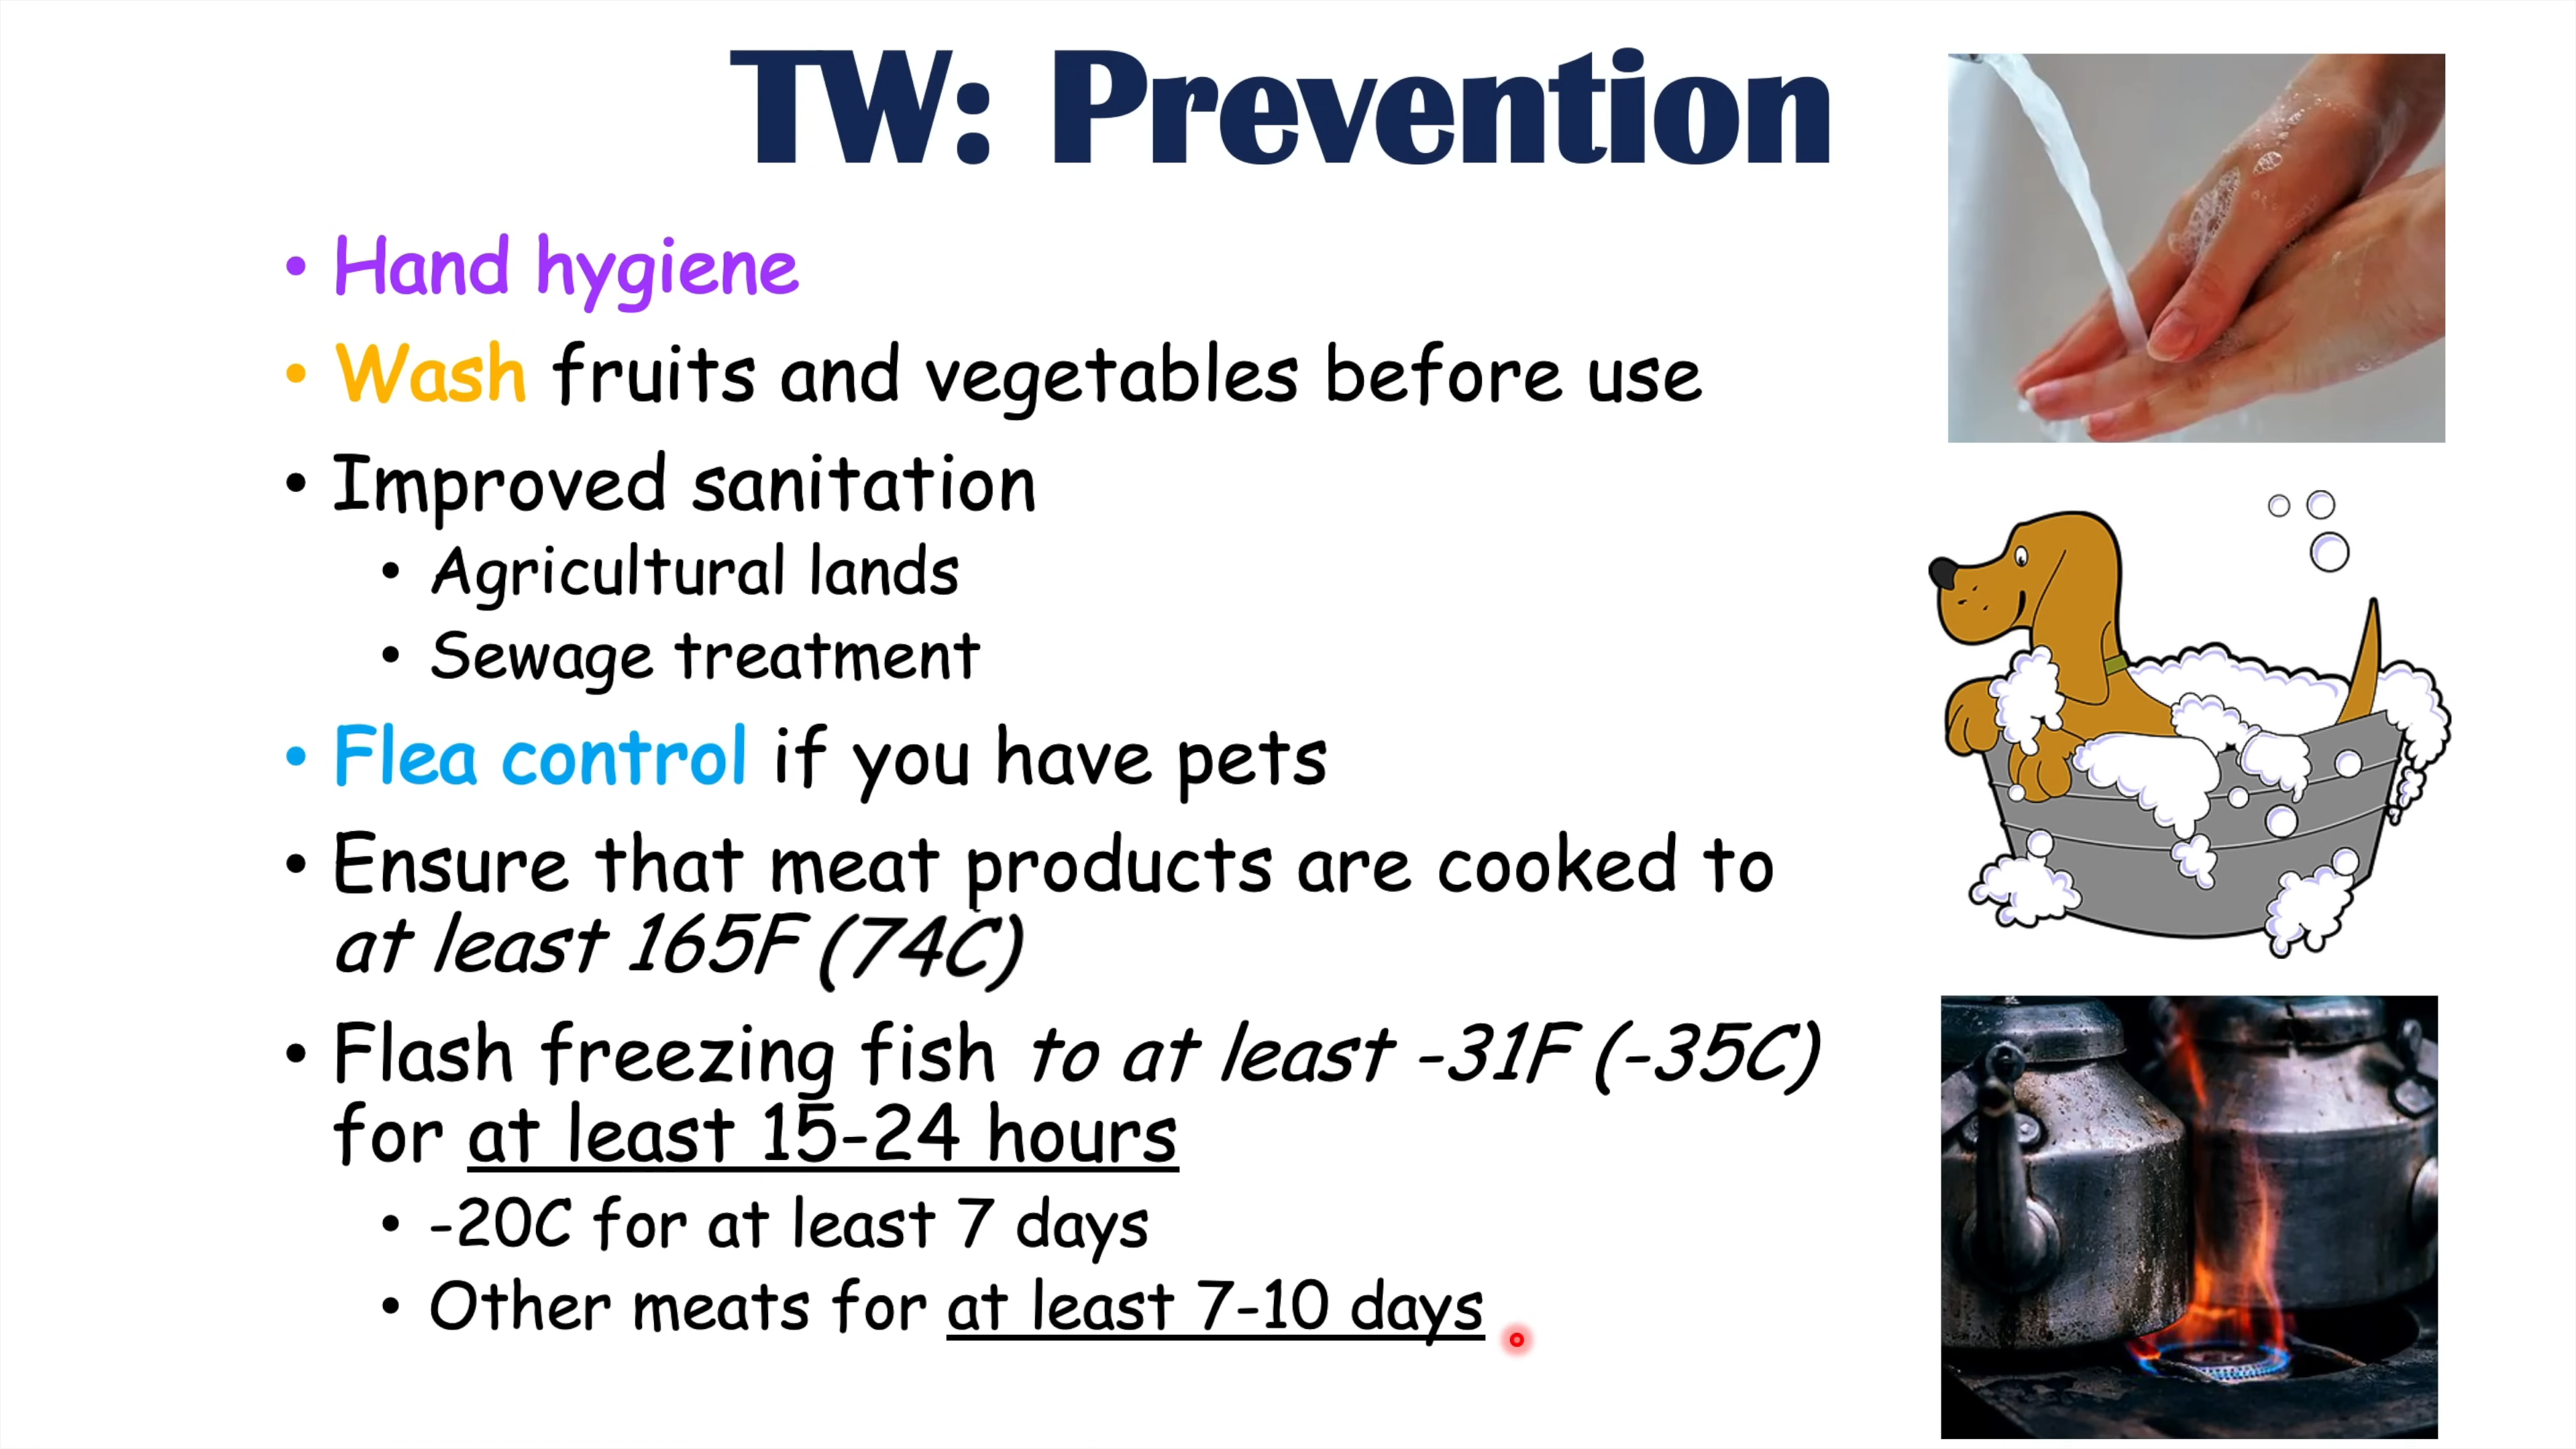 TW: Prevention
• Hand hygiene
• Wash fruits and vegetables before use
• Improved sanitation
• Agricultural lands
• Sewage treatment
• Flea control if you have pets
• Ensure that meat products are cooked to
at least 165F (74C)
• Flash freezing fish to at least -31F (-35C)
for at least 15-24 hours
• -20C for at least 7 days
• Other meats for at least 7-10 days